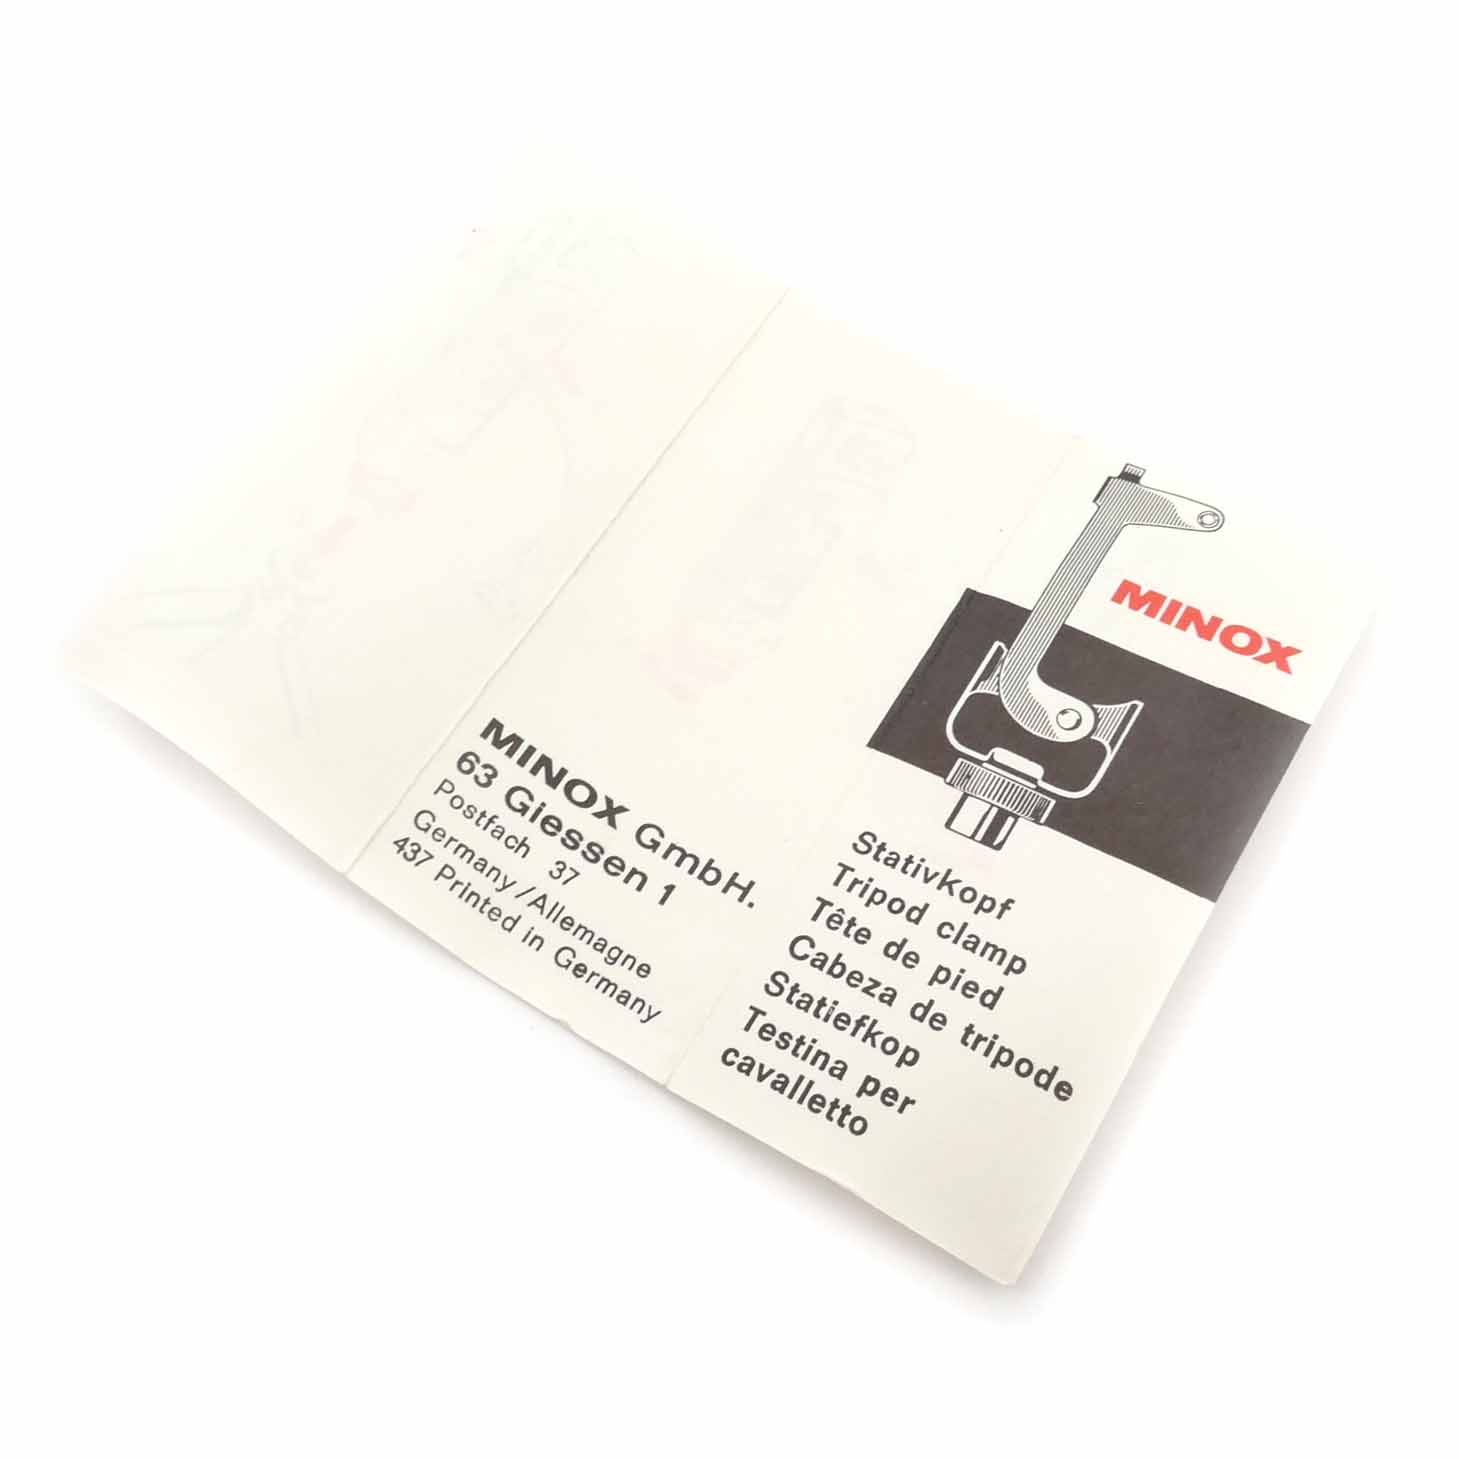 MINOX GmbH.
63 Giessen 1
Postfach 37
Germany/Allemagne
437 Printed in Germany
MINOX
Stativkopf
Tripod clamp
Tête de pied
Cabeza de tripode
Statiefkop
Testina per
cavalletto